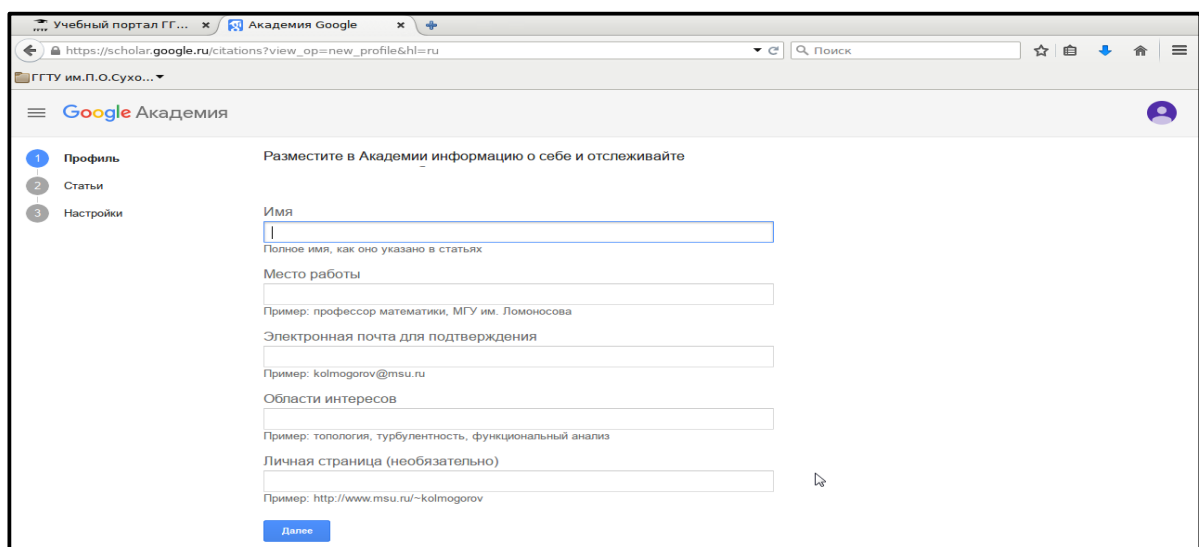 Учебный портал ГГ...
Академия Google
https://scholar.google.ru/citations?view_op=new_profile&hl=ru
Поиск
ГГТУ им.П.О.Сухо...
Google Академия
1 Профиль
2 Статьи
3 Настройки
Разместите в Академии информацию о себе и отслеживайте
Имя
Полное имя, как оно указано в статьях
Место работы
Пример: профессор математики, МГУ им. Ломоносова
Электронная почта для подтверждения
Пример: kolmogorov@msu.ru
Области интересов
Пример: топология, турбулентность, функциональный анализ
Личная страница (необязательно)
Пример: http://www.msu.ru/~kolmogorov
Далее